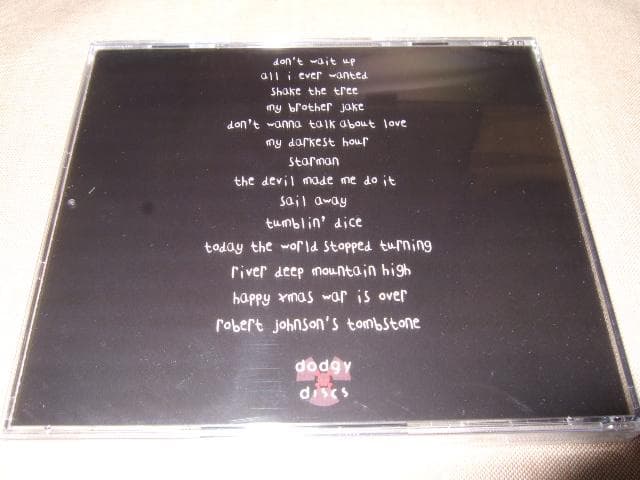 don't wait up
all i ever wanted
shake the tree
my brother jake
don't wanna talk about love
my darkest hour
starman
the devil made me do it
sail away
tumblin' dice
today the world stopped turning
river deep mountain high
happy xmas war is over
robert johnson's tombstone
dodgy
discs